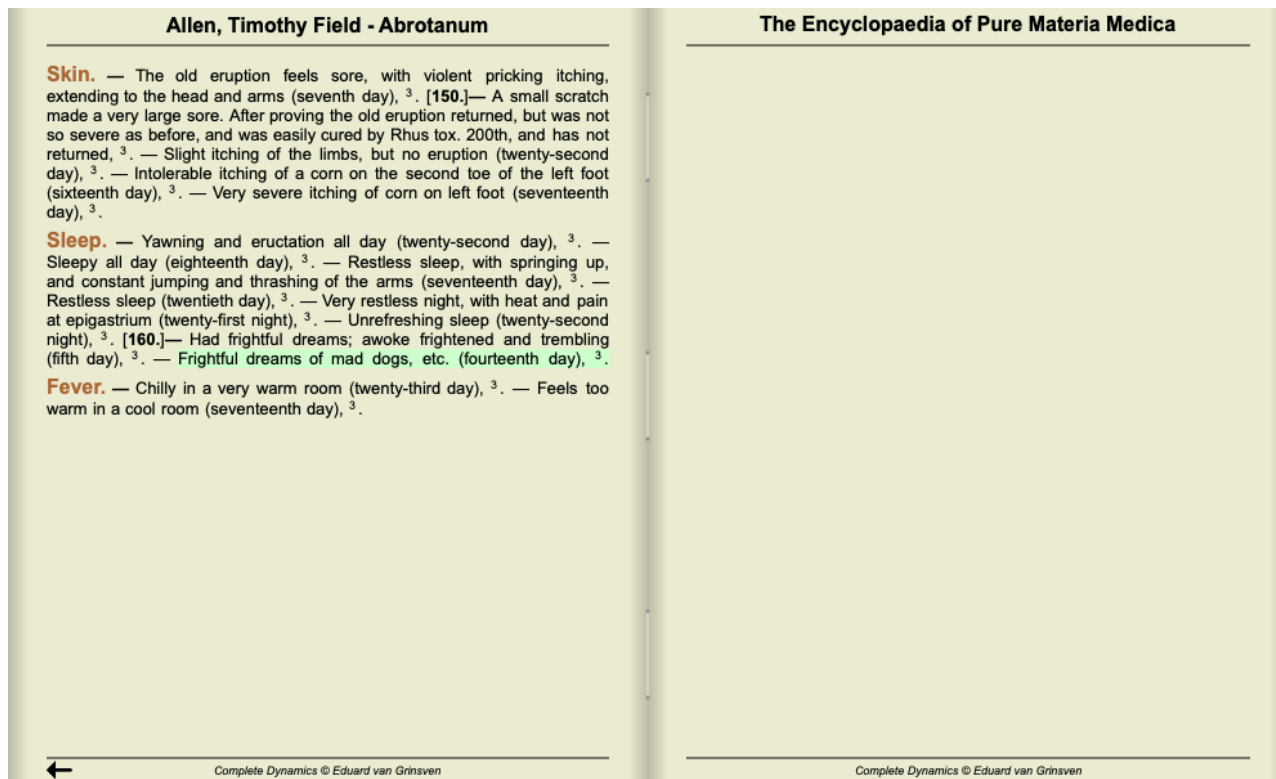 Allen, Timothy Field - Abrotanum
Skin. — The old eruption feels sore, with violent pricking itching,
extending to the head and arms (seventh day), ³. [150.]— A small scratch
made a very large sore. After proving the old eruption returned, but was not
so severe as before, and was easily cured by Rhus tox. 200th, and has not
returned, ³. — Slight itching of the limbs, but no eruption (twenty-second
day), ³. — Intolerable itching of a corn on the second toe of the left foot
(sixteenth day), ³. — Very severe itching of corn on left foot (seventeenth
day), ³.
Sleep. — Yawning and eructation all day (twenty-second day), ³. —
Sleepy all day (eighteenth day), ³. — Restless sleep, with springing up,
and constant jumping and thrashing of the arms (seventeenth day), ³. —
Restless sleep (twentieth day), ³. — Very restless night, with heat and pain
at epigastrium (twenty-first night), ³. — Unrefreshing sleep (twenty-second
night), ³. [160.]— Had frightful dreams; awoke frightened and trembling
(fifth day), ³. — Frightful dreams of mad dogs, etc. (fourteenth day), ³.
Fever. — Chilly in a very warm room (twenty-third day), ³. — Feels too
warm in a cool room (seventeenth day), ³.
Complete Dynamics © Eduard van Grinsven
The Encyclopaedia of Pure Materia Medica
Complete Dynamics © Eduard van Grinsven